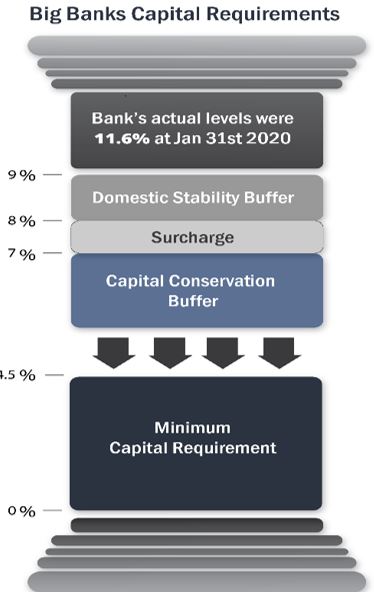 Big Banks Capital Requirements
Bank's actual levels were
11.6% at Jan 31st 2020
9%
Domestic Stability Buffer
8%
Surcharge
7%
Capital Conservation
Buffer
4.5%
Minimum
Capital Requirement
0%